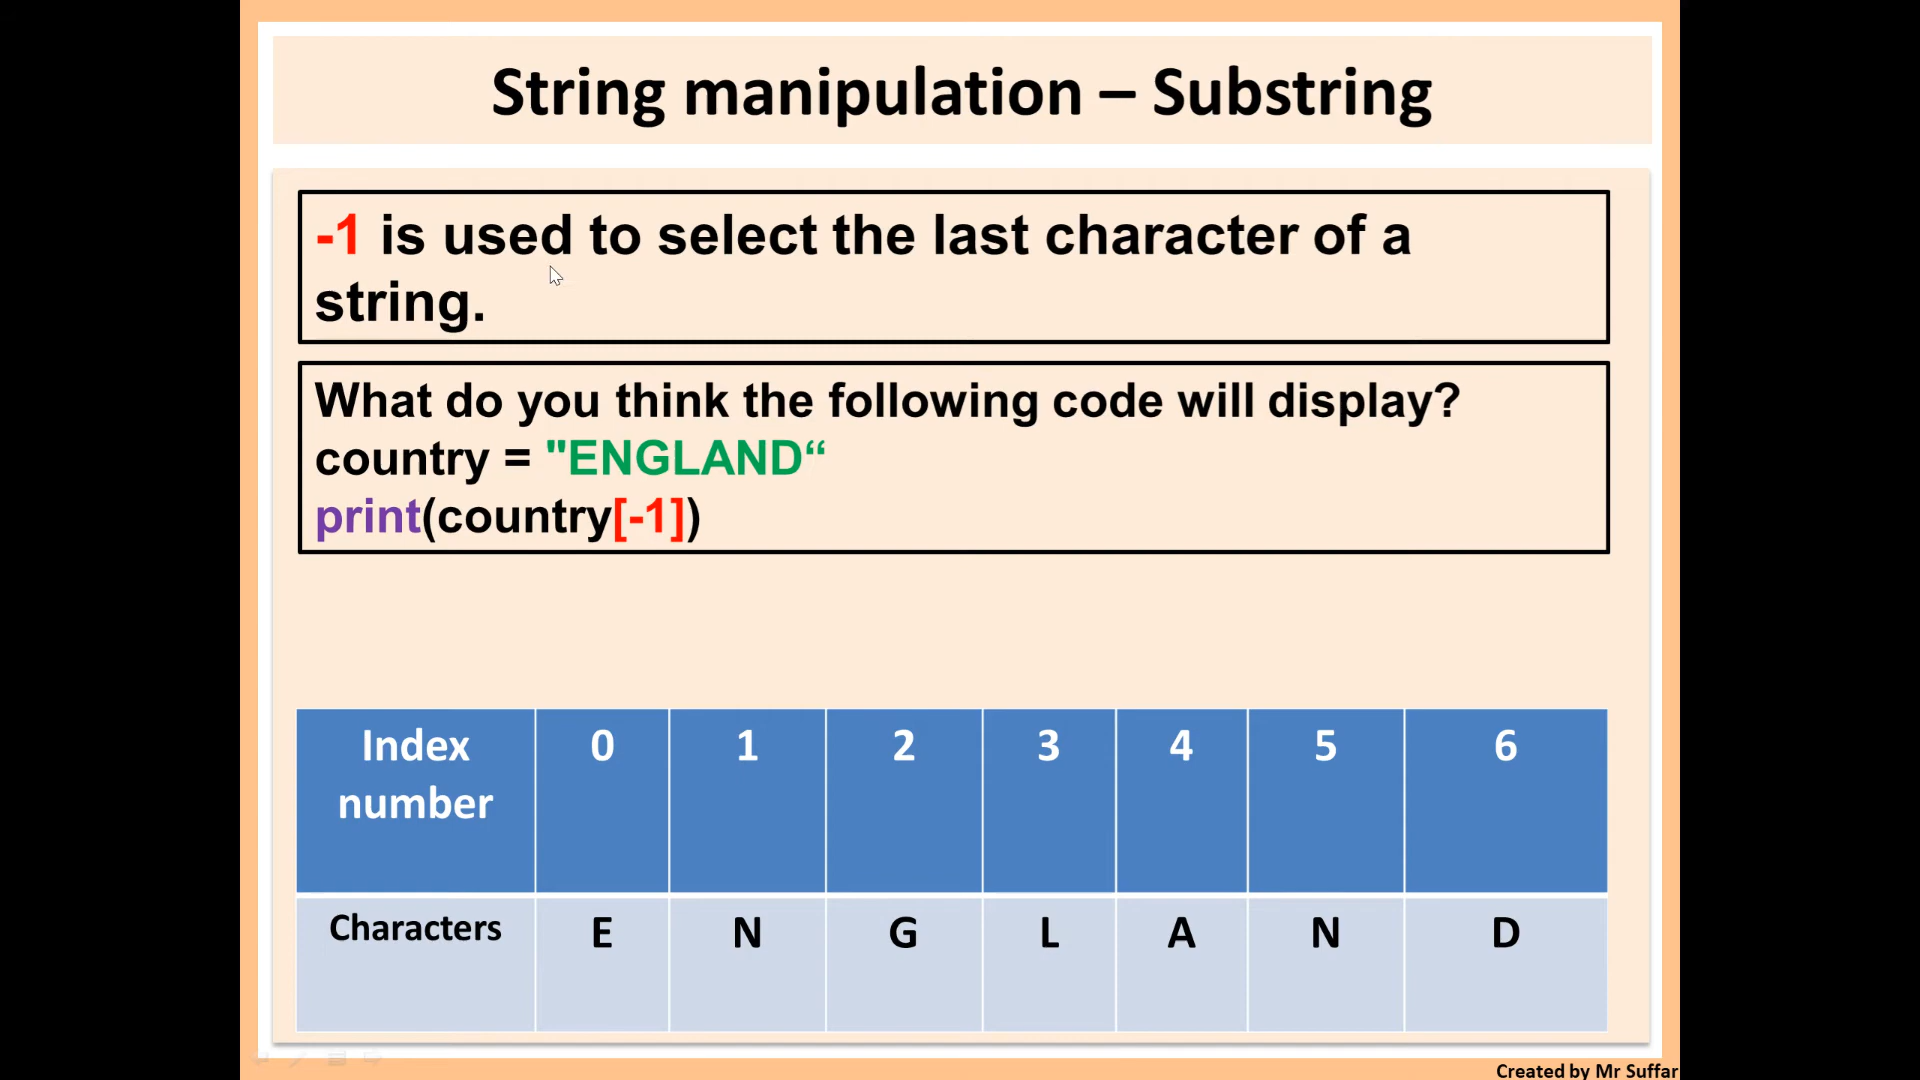 String manipulation – Substring
-1 is used to select the last character of a
string.
What do you think the following code will display?
country = "ENGLAND“
print(country[-1])
Index number 0 1 2 3 4 5 6
Characters E N G L A N D
Created by Mr Suffar